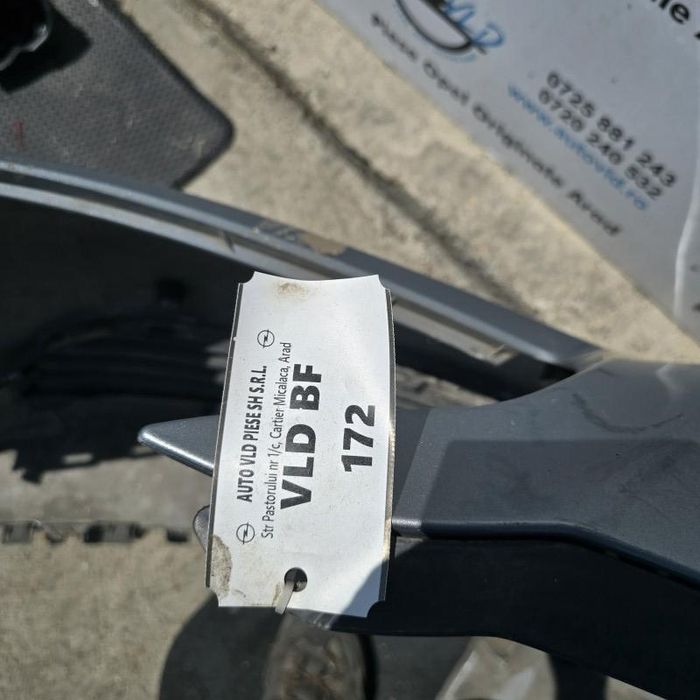 AUTO VLD PIESE SH S.R.L.
Str Pastorului nr 1/c, Cartier Micalaca, Arad
VLD BF
172
0725 881 243
0720 240 532
www.autovld.ro
Piese Opel Originale Arad